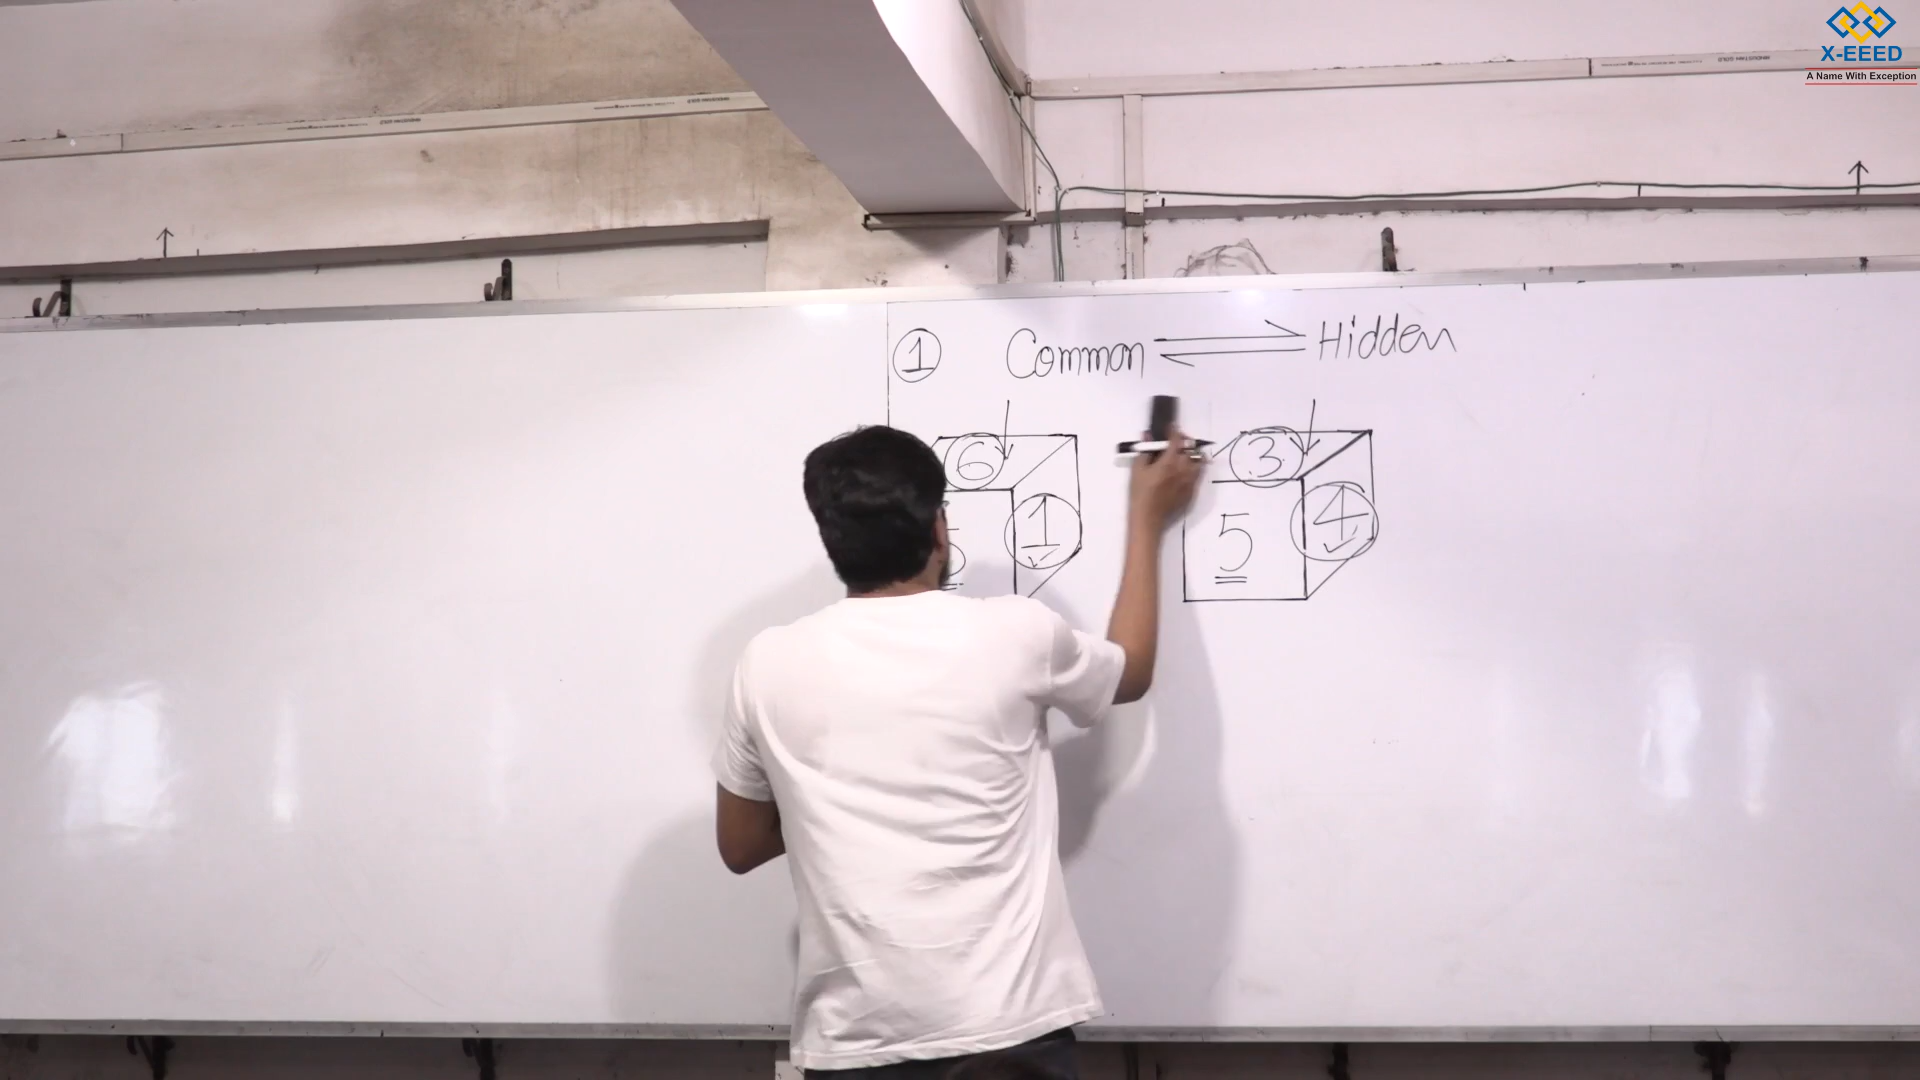 X-EEED
A Name With Exception
1 Common Hidden
6 3
1 5 4